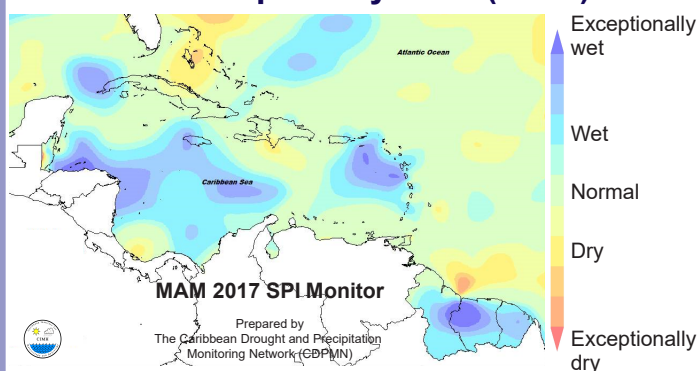 Atlantic Ocean
Caribbean Sea
MAM 2017 SPI Monitor
Prepared by
The Caribbean Drought and Precipitation
Monitoring Network (CDPMN)
CIMH
Exceptionally
wet
Wet
Normal
Dry
Exceptionally
dry